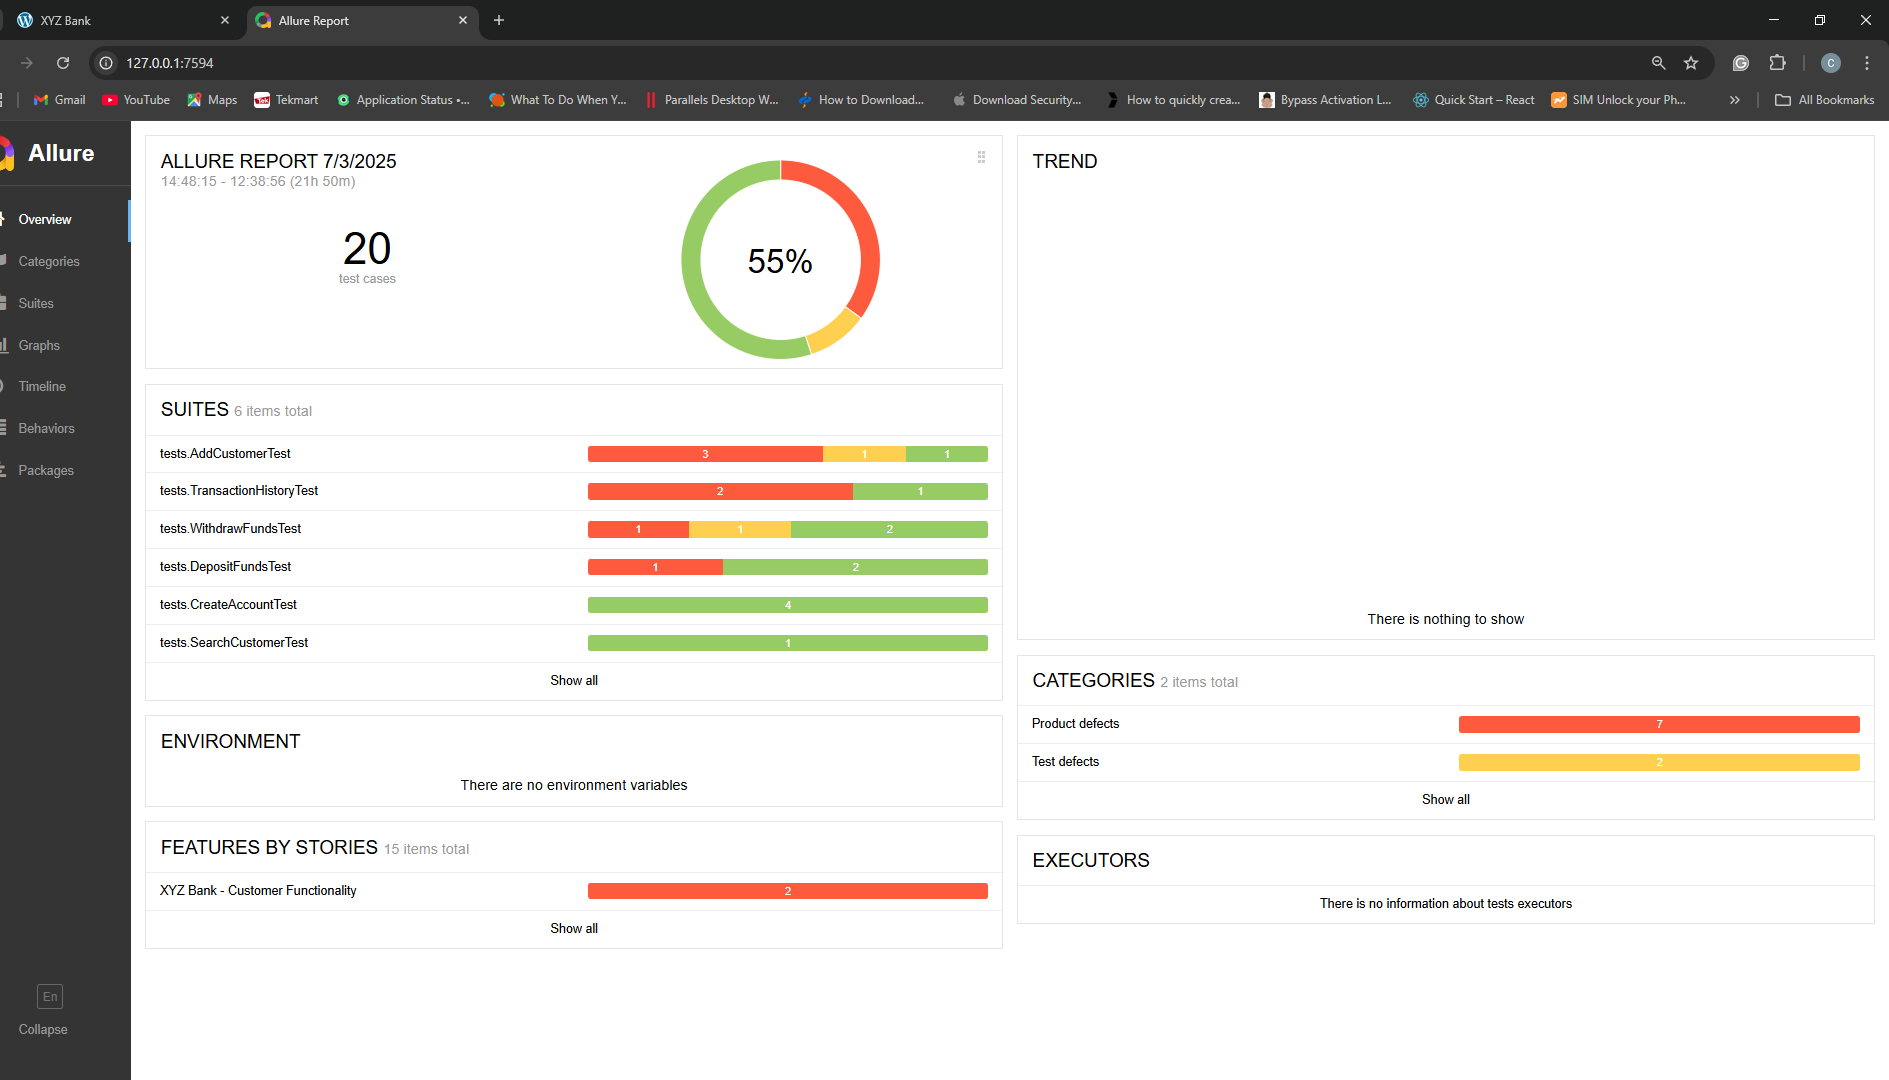 XYZ Bank
Allure Report
127.0.0.1:7594
C
Gmail
YouTube
Maps
Tekmart
Application Status •...
What To Do When Y...
Parallels Desktop W...
How to Download...
Download Security...
How to quickly crea...
Bypass Activation L...
Quick Start – React
SIM Unlock your Ph...
All Bookmarks
Allure
Overview
Categories
Suites
Graphs
Timeline
Behaviors
Packages
En
Collapse
ALLURE REPORT 7/3/2025
14:48:15 - 12:38:56 (21h 50m)
20
test cases
55%
SUITES 6 items total
tests.AddCustomerTest 3 1 1
tests.TransactionHistoryTest 2 1
tests.WithdrawFundsTest 1 1 2
tests.DepositFundsTest 1 2
tests.CreateAccountTest 4
tests.SearchCustomerTest 1
Show all
ENVIRONMENT
There are no environment variables
FEATURES BY STORIES 15 items total
XYZ Bank - Customer Functionality 2
Show all
TREND
There is nothing to show
CATEGORIES 2 items total
Product defects 7
Test defects 2
Show all
EXECUTORS
There is no information about tests executors